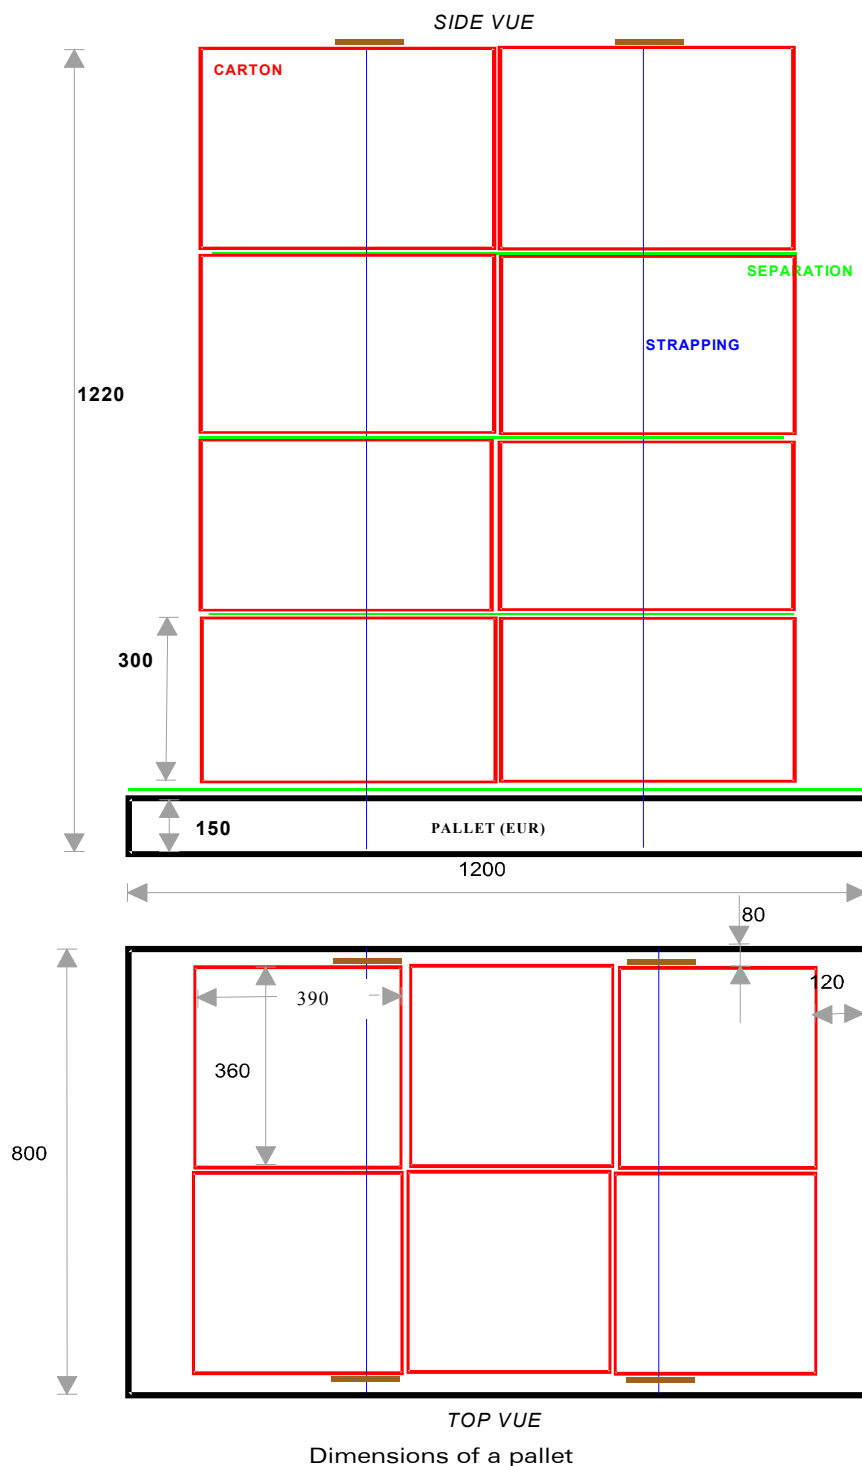 SIDE VUE
CARTON
SEPARATION
STRAPPING
1220
300
150
PALLET (EUR)
1200
80
120
390
360
800
TOP VUE
Dimensions of a pallet